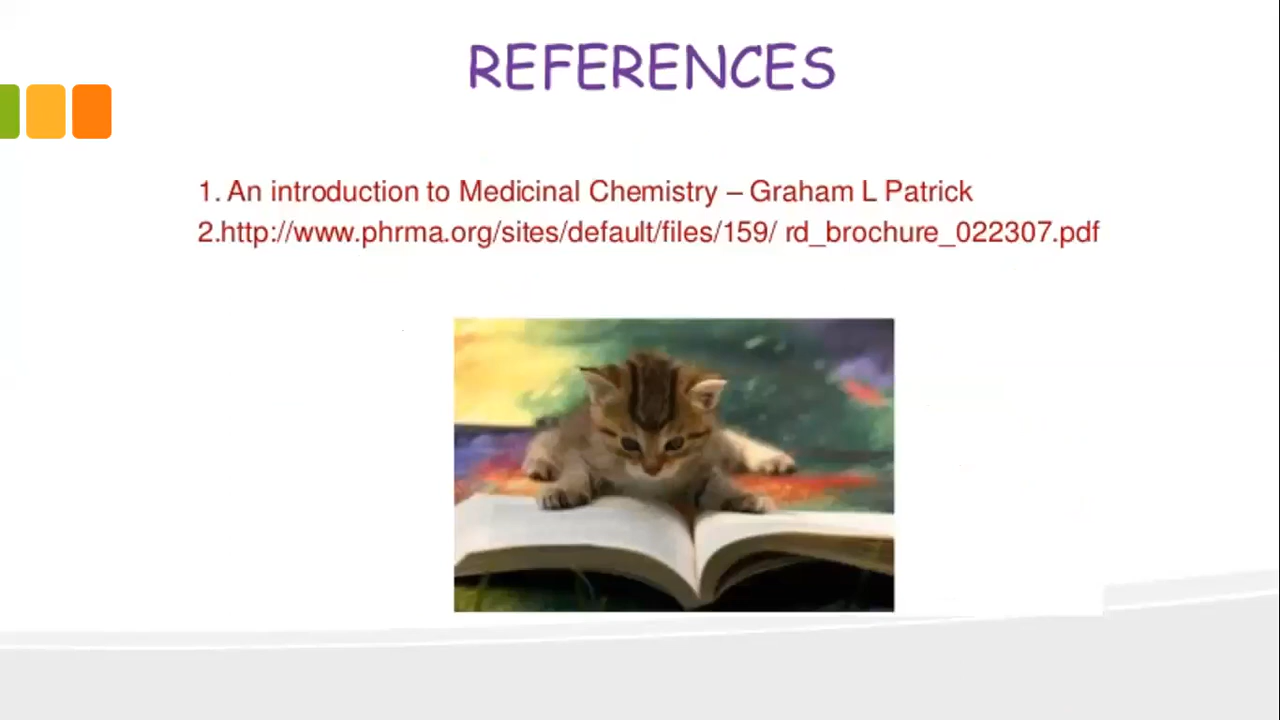 REFERENCES
1. An introduction to Medicinal Chemistry – Graham L Patrick
2.http://www.phrma.org/sites/default/files/159/ rd_brochure_022307.pdf